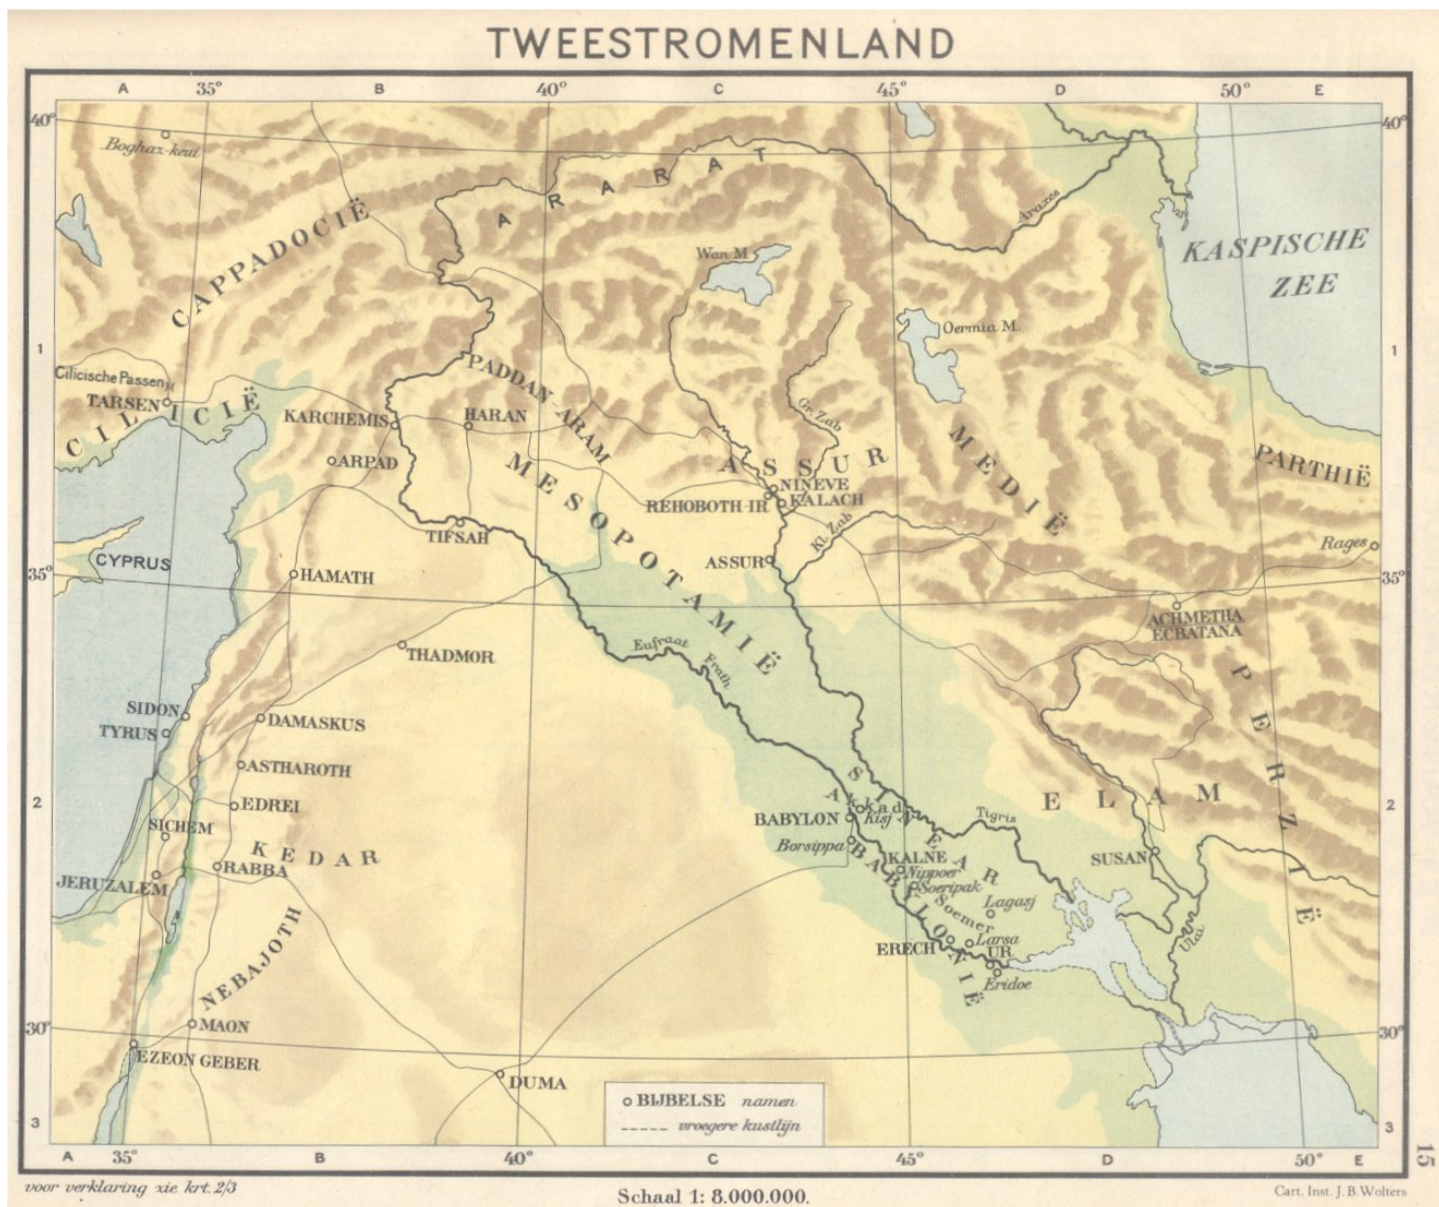 TWEESTROMENLAND
A 35° B 40° C 45° D 50° E
40° 40°
Boghaz-keui
ARARAT
Araxes
KASPISCHE
ZEE
CAPPADOCIË
Wan M.
Oermia M.
1 1
Cilicische Passen
TARSEN
CILICIË
PADDAN-ARAM
KARCHEMIS
HARAN
Gr. Zab
ARPAD
MESOPOTAMIË
ASSUR
MEDIË
PARTHIË
NINEVE
REHOBOTH-IR
KALACH
TIFSAH
Kl. Zab
Rages
CYPRUS
ASSUR
35° 35°
HAMATH
ACHMETHA
ECBATANA
THADMOR
Eufraat
Frath
PERZIË
SIDON
TYRUS
DAMASKUS
ASTHAROTH
EDREI
2 2
SINEAR
Akkad
Kisj
ELAM
BABYLON
Tigris
SICHEM
KEDAR
Borsippa
BABELONIË
KALNE
SUSAN
Nippoer
Soeripak
RABBA
JERUZALEM
Lagasj
Soemer
NEBAJOTH
ERECH
Larsa
UR
Ulai
Eridoe
MAON
30° 30°
EZEON GEBER
DUMA
BIJBELSE namen
vroegere kustlijn
3 3
A 35° B 40° C 45° D 50° E
15
voor verklaring zie krt. 2/3
Schaal 1: 8.000.000.
Cart. Inst. J. B. Wolters